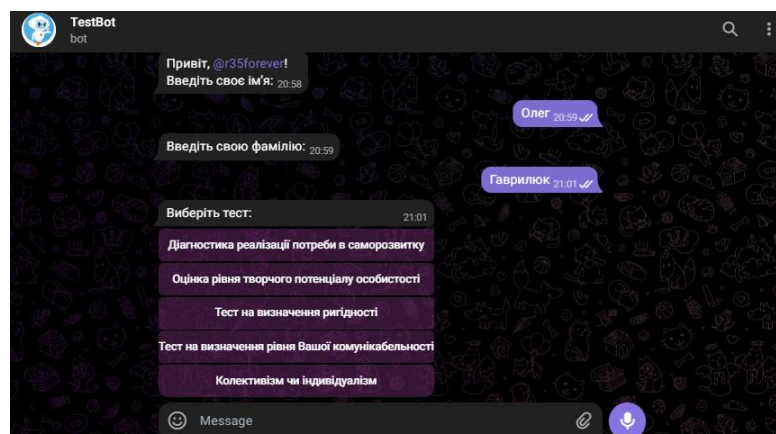 TestBot
bot
Привіт, @r35forever!
Введіть своє ім'я: 20:58
Олег 20:59
Введіть свою фамілію: 20:59
Гаврилюк 21:01
Виберіть тест: 21:01
Діагностика реалізації потреби в саморозвитку
Оцінка рівня творчого потенціалу особистості
Тест на визначення ригідності
Тест на визначення рівня Вашої комунікабельності
Колективізм чи індивідуалізм
Message